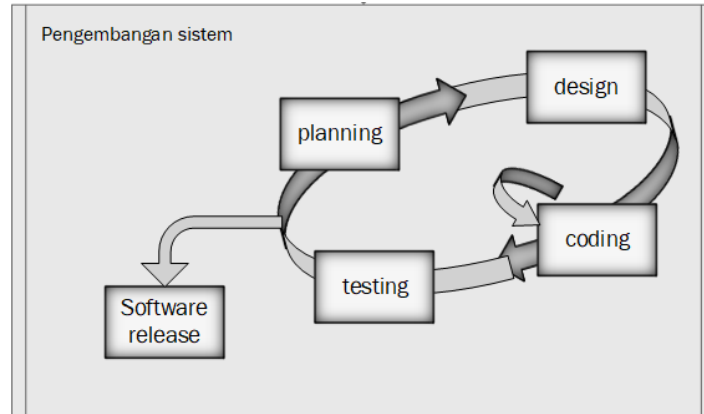 Pengembangan sistem
design
planning
coding
testing
Software
release